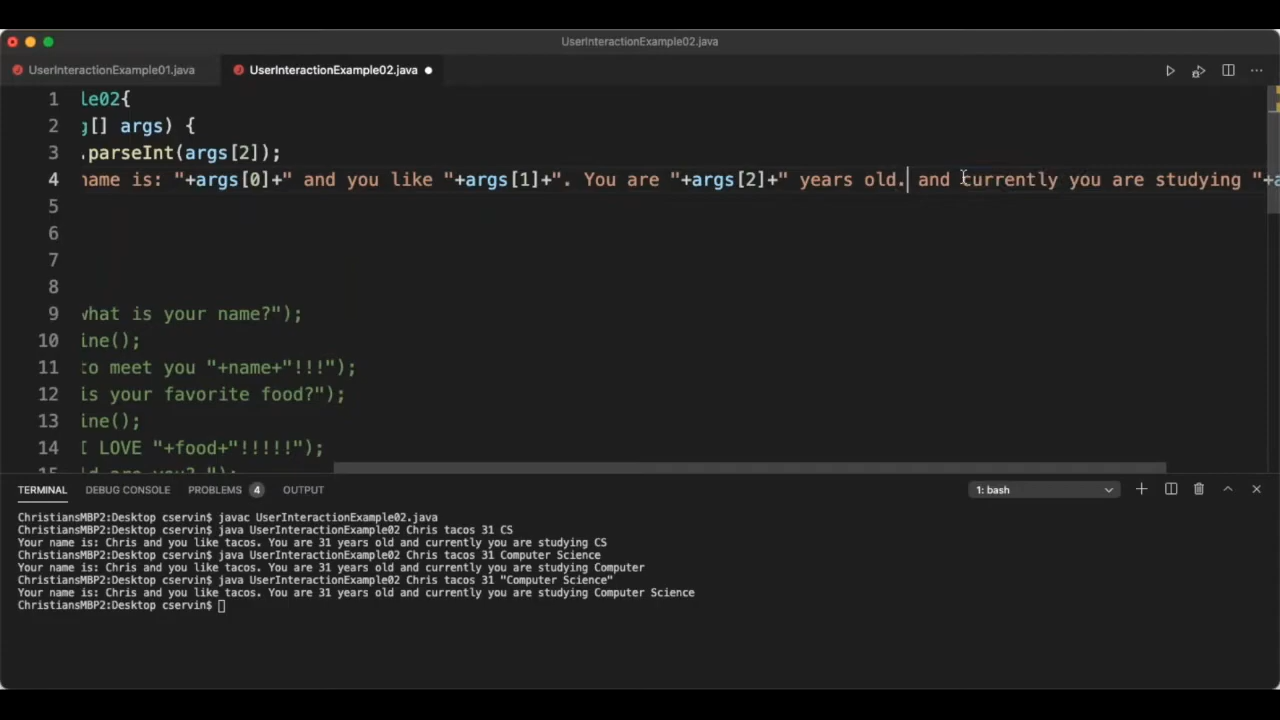 UserInteractionExample02.java
UserInteractionExample01.java UserInteractionExample02.java
1 le02{
2 g[] args) {
3 .parseInt(args[2]);
4 name is: "+args[0]+" and you like "+args[1]+". You are "+args[2]+" years old. and currently you are studying "+a
5
6
7
8
9 what is your name?");
10 ine();
11 to meet you "+name+"!!!");
12 is your favorite food?");
13 ine();
14 I LOVE "+food+"!!!!!");
15 ld are you? ");
TERMINAL DEBUG CONSOLE PROBLEMS 4 OUTPUT 1: bash
ChristiansMBP2:Desktop cservin$ javac UserInteractionExample02.java
ChristiansMBP2:Desktop cservin$ java UserInteractionExample02 Chris tacos 31 CS
Your name is: Chris and you like tacos. You are 31 years old and currently you are studying CS
ChristiansMBP2:Desktop cservin$ java UserInteractionExample02 Chris tacos 31 Computer Science
Your name is: Chris and you like tacos. You are 31 years old and currently you are studying Computer
ChristiansMBP2:Desktop cservin$ java UserInteractionExample02 Chris tacos 31 "Computer Science"
Your name is: Chris and you like tacos. You are 31 years old and currently you are studying Computer Science
ChristiansMBP2:Desktop cservin$